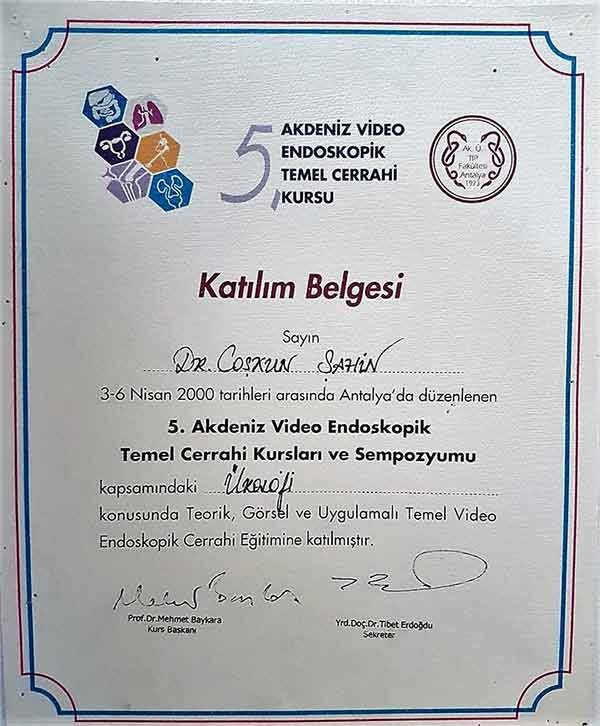 5. AKDENİZ VİDEO
ENDOSKOPİK
TEMEL CERRAHİ
KURSU
Ak. Ü.
TIP
Fakültesi
Antalya
1973
Katılım Belgesi
Sayın
DR. COŞKUN ŞAHİN
3-6 Nisan 2000 tarihleri arasında Antalya'da düzenlenen
5. Akdeniz Video Endoskopik
Temel Cerrahi Kursları ve Sempozyumu
kapsamındaki Üroloji
konusunda Teorik, Görsel ve Uygulamalı Temel Video
Endoskopik Cerrahi Eğitimine katılmıştır.
Prof.Dr.Mehmet Baykara
Kurs Başkanı
Yrd.Doç.Dr.Tibet Erdoğdu
Sekreter